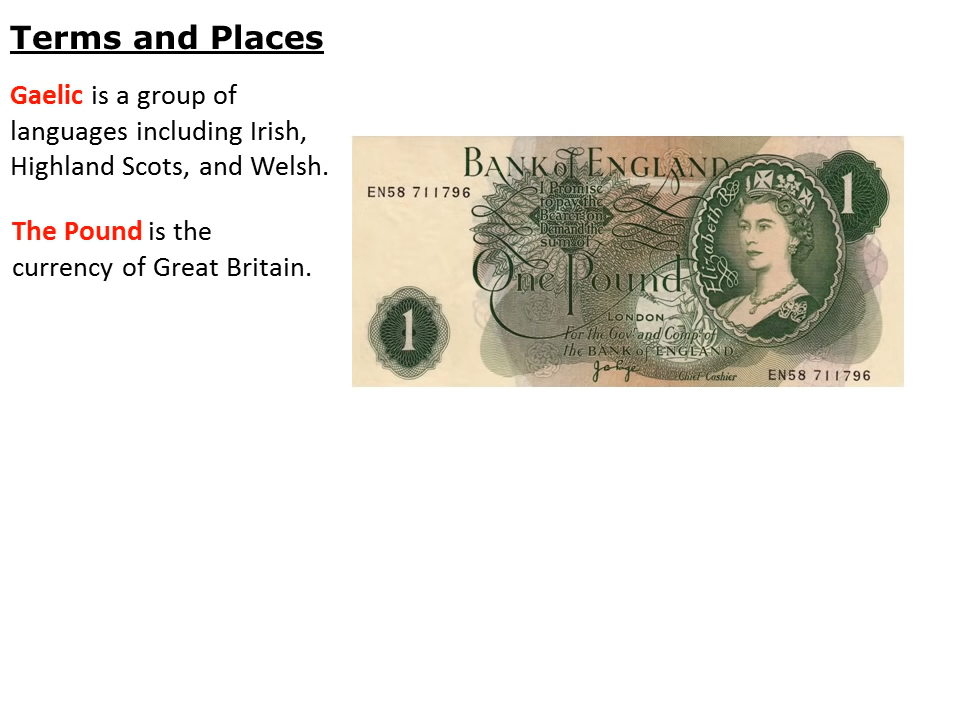 Terms and Places
Gaelic is a group of
languages including Irish,
Highland Scots, and Welsh.
The Pound is the
currency of Great Britain.
BANK of ENGLAND
EN58 711796
I Promise
to pay the
Bearer on
Demand the
sum of
One Pound
LONDON
For the Govr and Compa of
the BANK of ENGLAND
Chief Cashier
EN58 711796
Elizabeth R
1
1